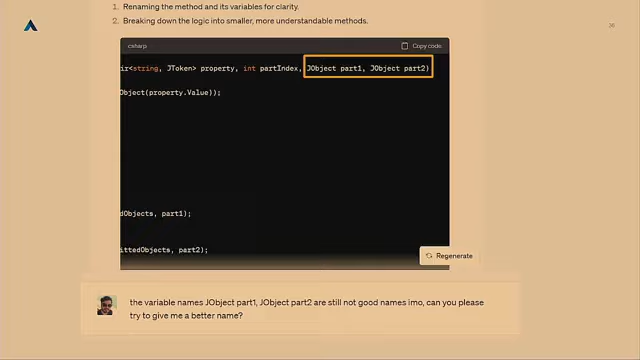 1. Renaming the method and its variables for clarity.
36
2. Breaking down the logic into smaller, more understandable methods.
csharp
Copy code
ir<string, JToken> property, int partIndex, JObject part1, JObject part2)
Object(property.Value));
dObjects, part1);
ittedObjects, part2);
Regenerate
the variable names JObject part1, JObject part2 are still not good names imo, can you please
try to give me a better name?